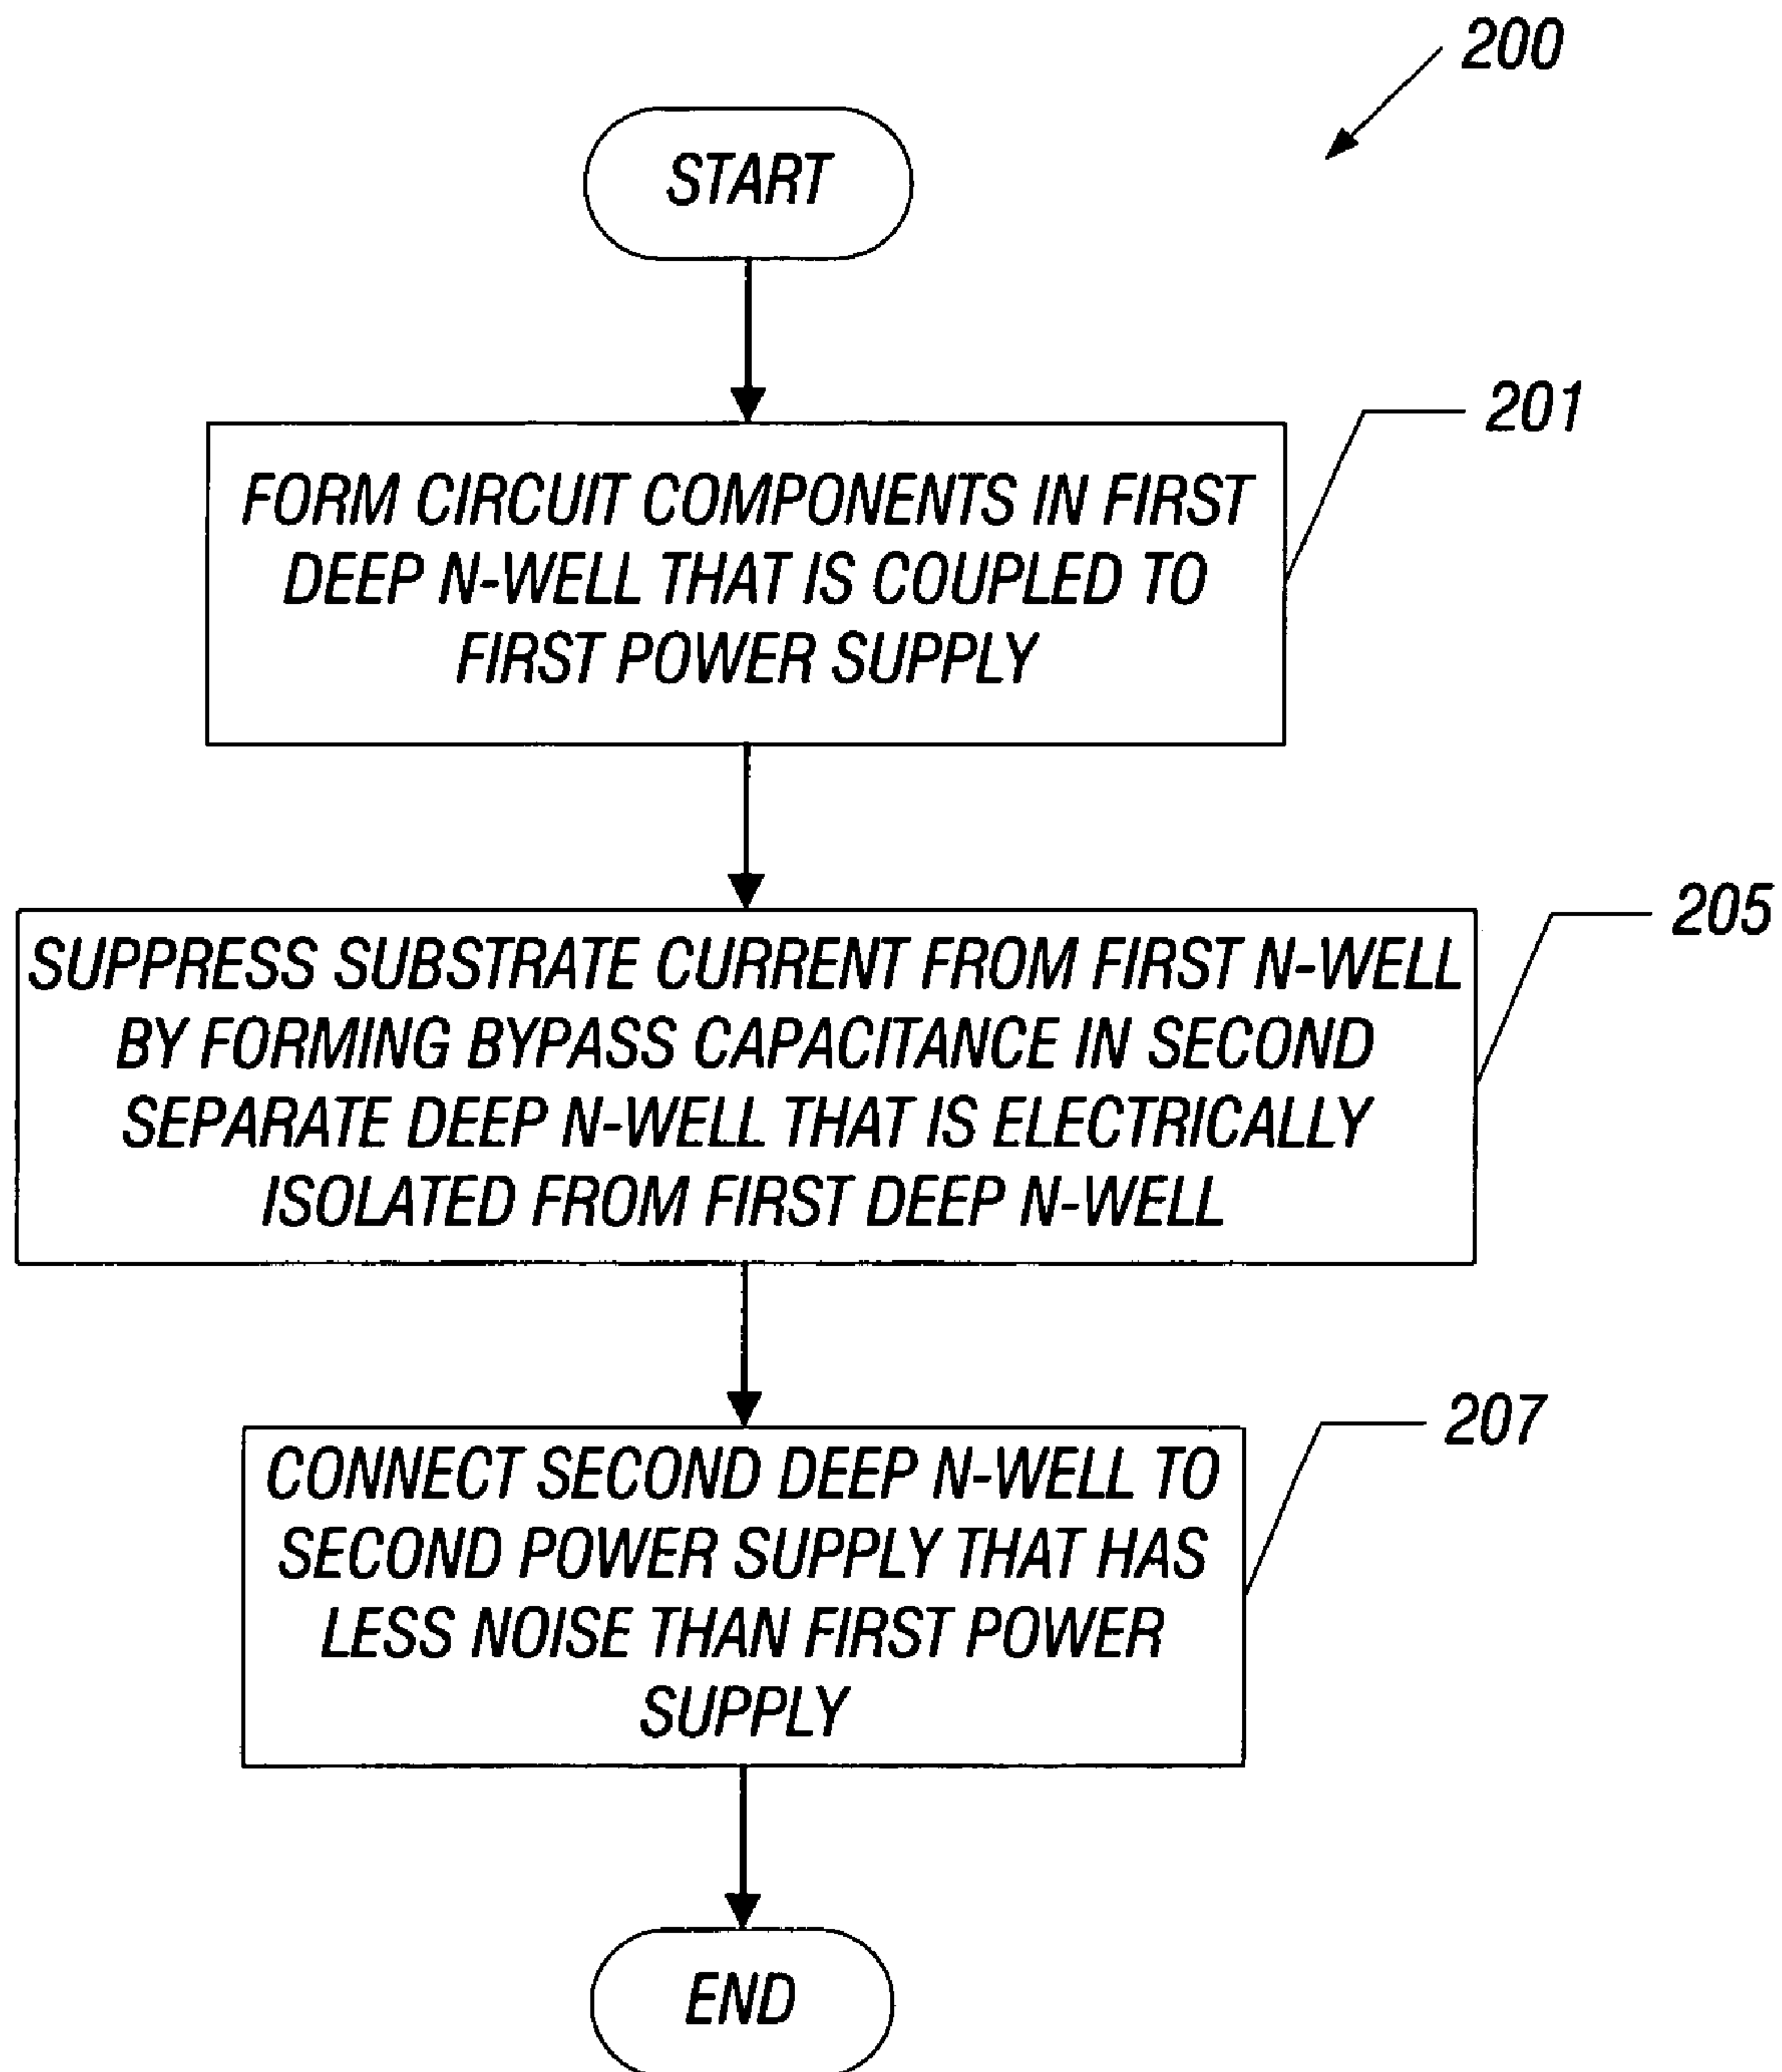 200
START
201
FORM CIRCUIT COMPONENTS IN FIRST
DEEP N-WELL THAT IS COUPLED TO
FIRST POWER SUPPLY
205
SUPPRESS SUBSTRATE CURRENT FROM FIRST N-WELL
BY FORMING BYPASS CAPACITANCE IN SECOND
SEPARATE DEEP N-WELL THAT IS ELECTRICALLY
ISOLATED FROM FIRST DEEP N-WELL
207
CONNECT SECOND DEEP N-WELL TO
SECOND POWER SUPPLY THAT HAS
LESS NOISE THAN FIRST POWER
SUPPLY
END